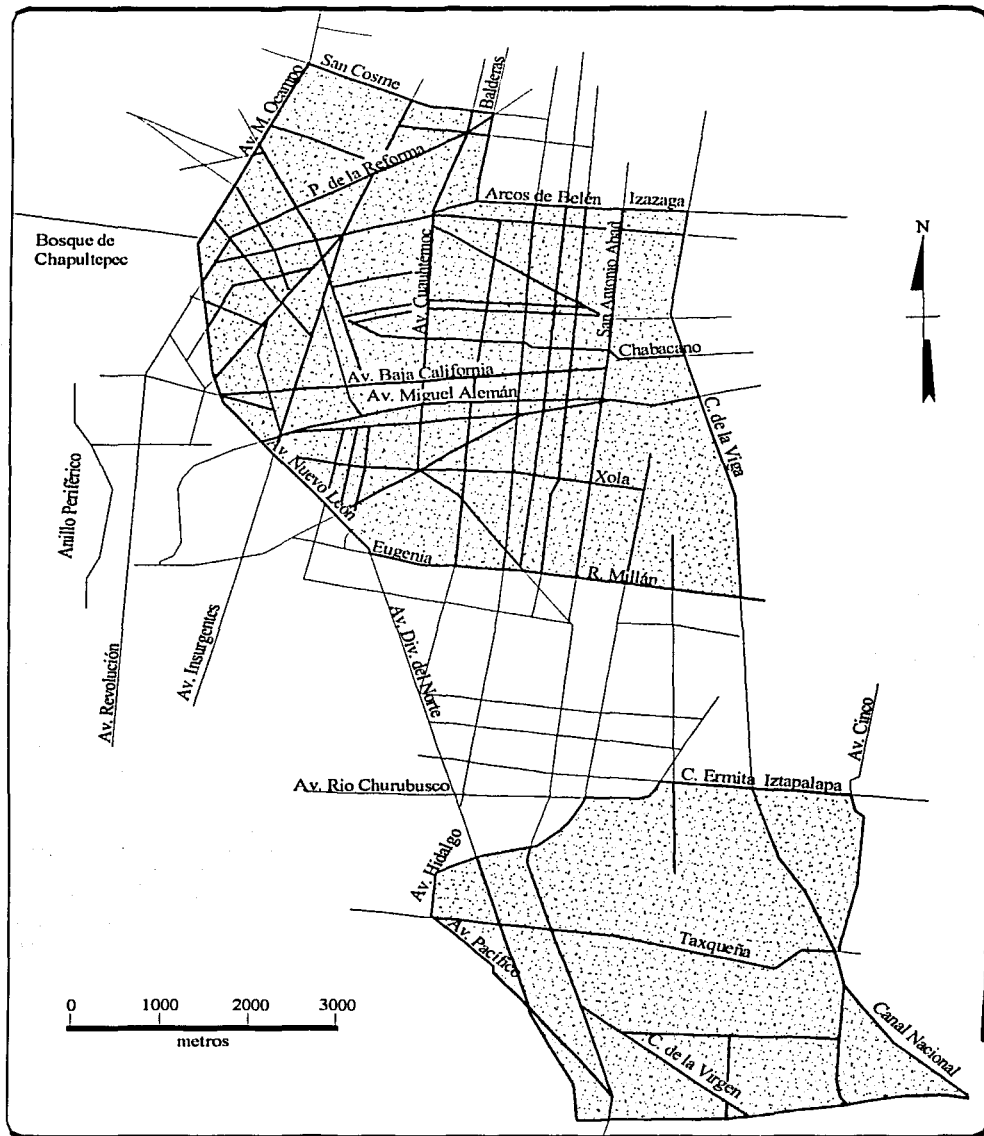 San Cosme
Av. M. Ocampo
Balderas
P. de la Reforma
Arcos de Belén
Izazaga
Bosque de
Chapultepec
N
Av. Cuauhtémoc
San Antonio Abad
Chabacano
Av. Baja California
Av. Miguel Alemán
C. de la Viga
Av. Nuevo León
Xola
Anillo Periférico
Eugenia
R. Millán
Av. Revolución
Av. Insurgentes
Av. Div. del Norte
Av. Cinco
C. Ermita Iztapalapa
Av. Rio Churubusco
Av. Hidalgo
Av. Pacífico
Taxqueña
0 1000 2000 3000
metros
C. de la Virgen
Canal Nacional